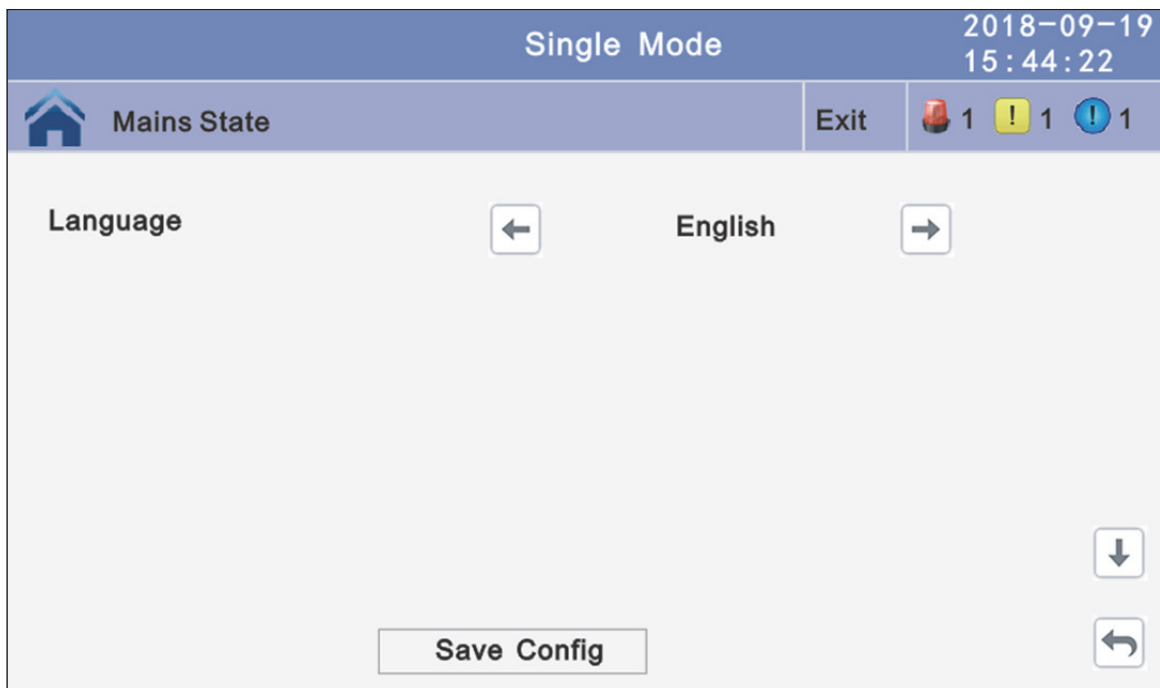 Single Mode
2018-09-19
15:44:22
Mains State
Exit
1 ! 1 ! 1
Language
English
Save Config